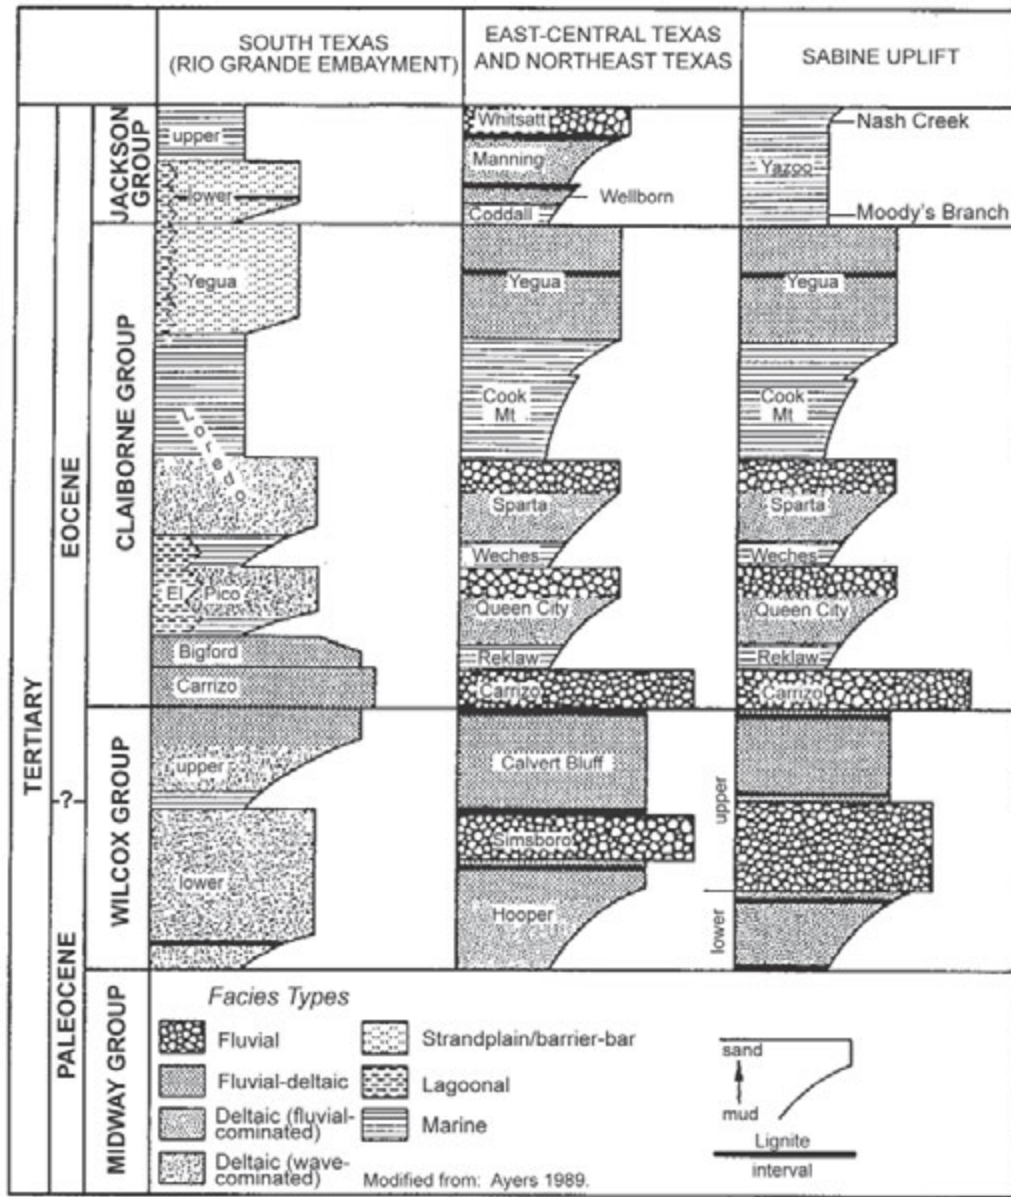 SOUTH TEXAS
(RIO GRANDE EMBAYMENT)
EAST-CENTRAL TEXAS
AND NORTHEAST TEXAS
SABINE UPLIFT
TERTIARY
EOCENE
-?-
PALEOCENE
JACKSON
GROUP
CLAIBORNE GROUP
WILCOX GROUP
MIDWAY GROUP
upper
lower
Yegua
Loredo
El Pico
Bigford
Carrizo
upper
lower
Whitsatt
Manning
Wellborn
Coddall
Yegua
Cook
Mt
Sparta
Weches
Queen City
Reklaw
Carrizo
Calvert Bluff
Simsboro
Hooper
Nash Creek
Yazoo
Moody's Branch
Yegua
Cook
Mt
Sparta
Weches
Queen City
Reklaw
Carrizo
upper
lower
Facies Types
Fluvial
Fluvial-deltaic
Deltaic (fluvial-
cominated)
Deltaic (wave-
cominated)
Strandplain/barrier-bar
Lagoonal
Marine
Modified from: Ayers 1989.
sand
mud
Lignite
interval